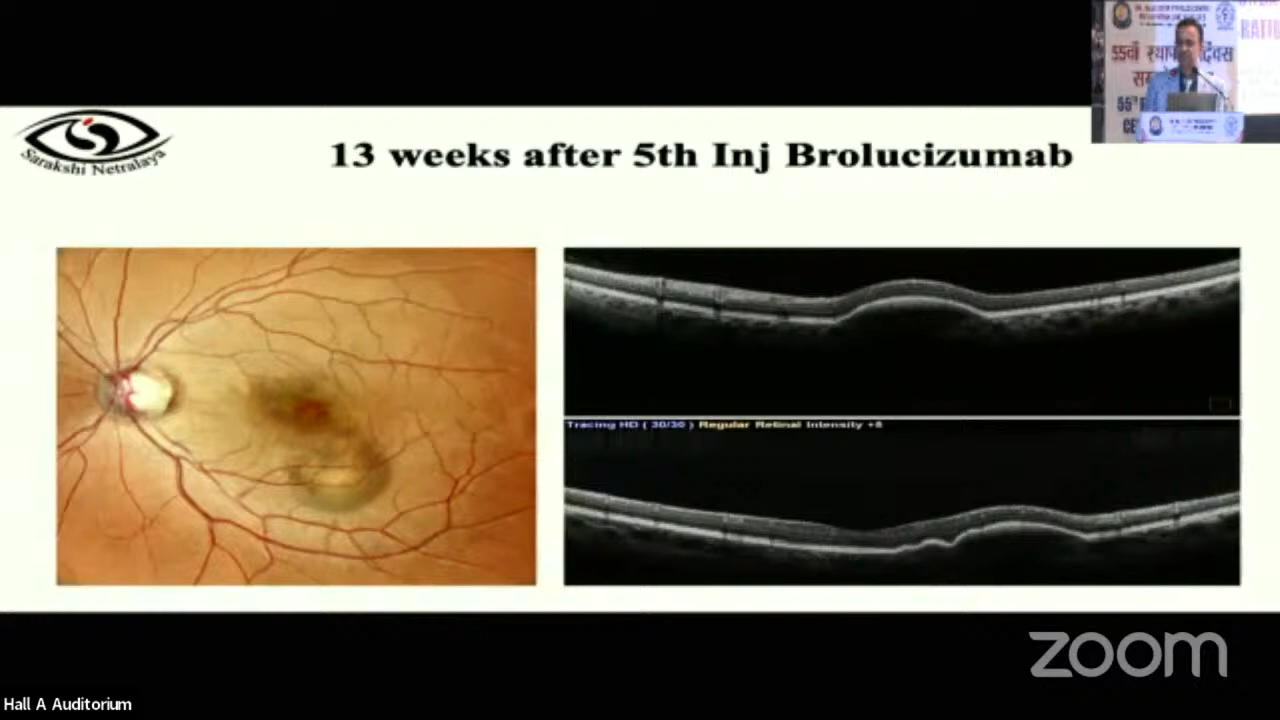 Sarakshi Netralaya
13 weeks after 5th Inj Brolucizumab
Tracing HD ( 30/30 ) Regular Retinal Intensity +8
55वां
zoom
Hall A Auditorium